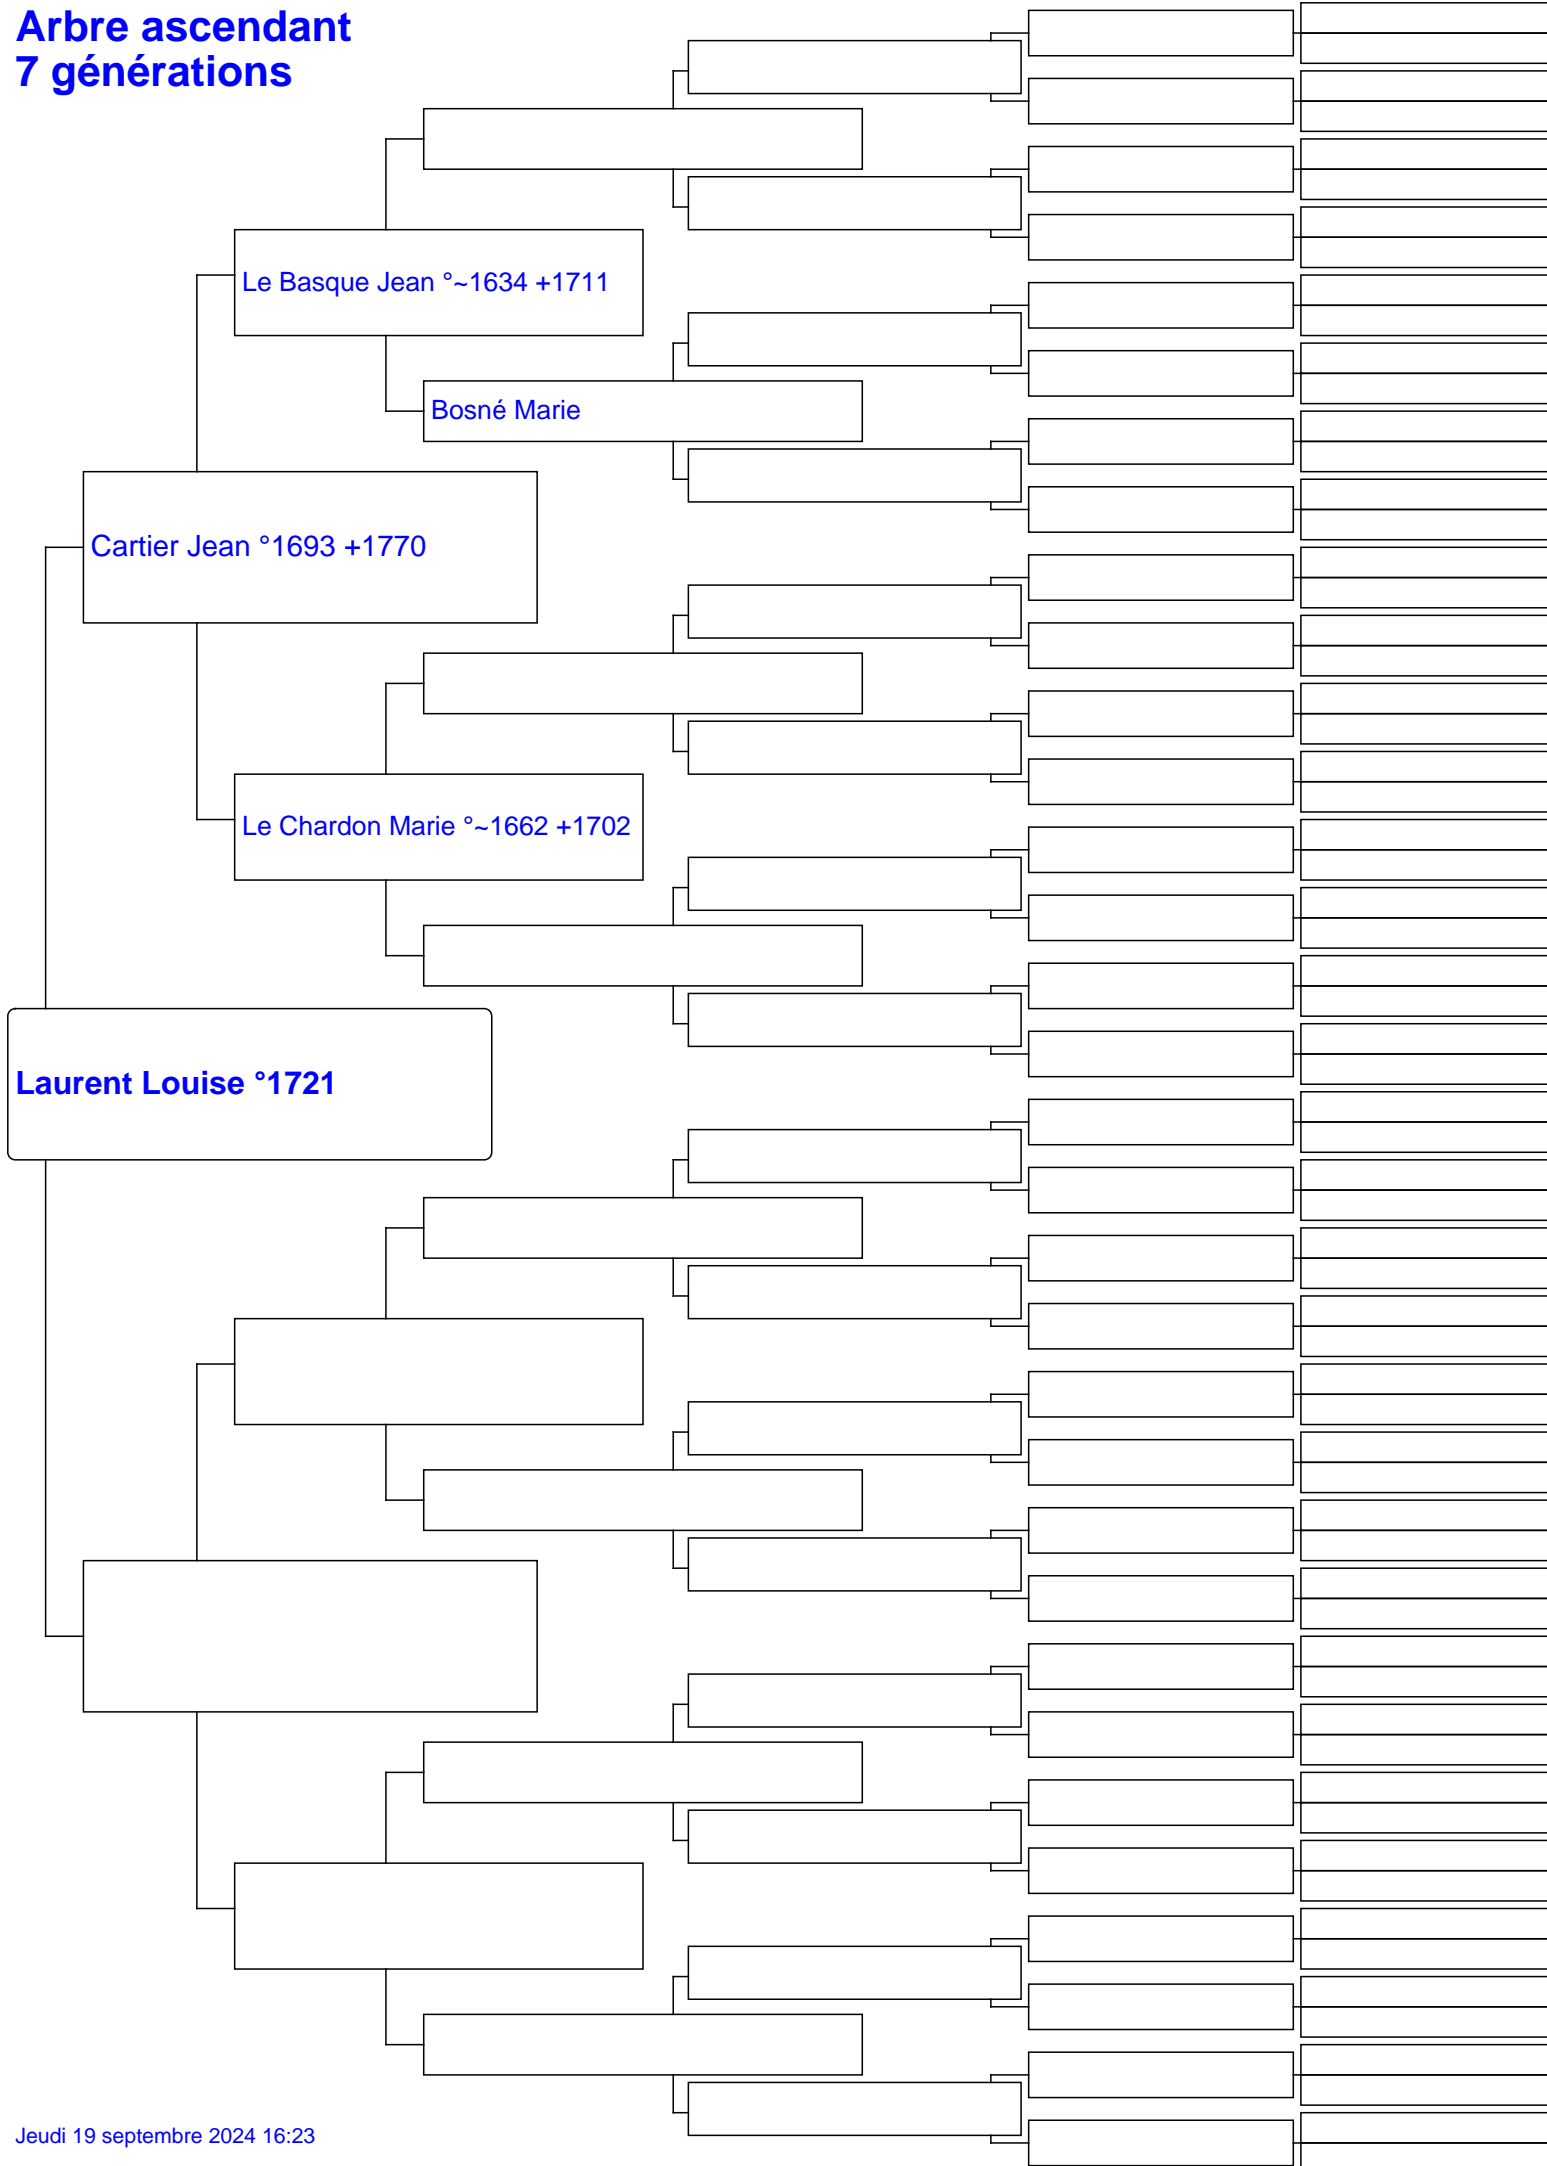 Arbre ascendant
7 générations
Le Basque Jean °~1634 +1711
Bosné Marie
Cartier Jean °1693 +1770
Le Chardon Marie °~1662 +1702
Laurent Louise °1721
Jeudi 19 septembre 2024 16:23